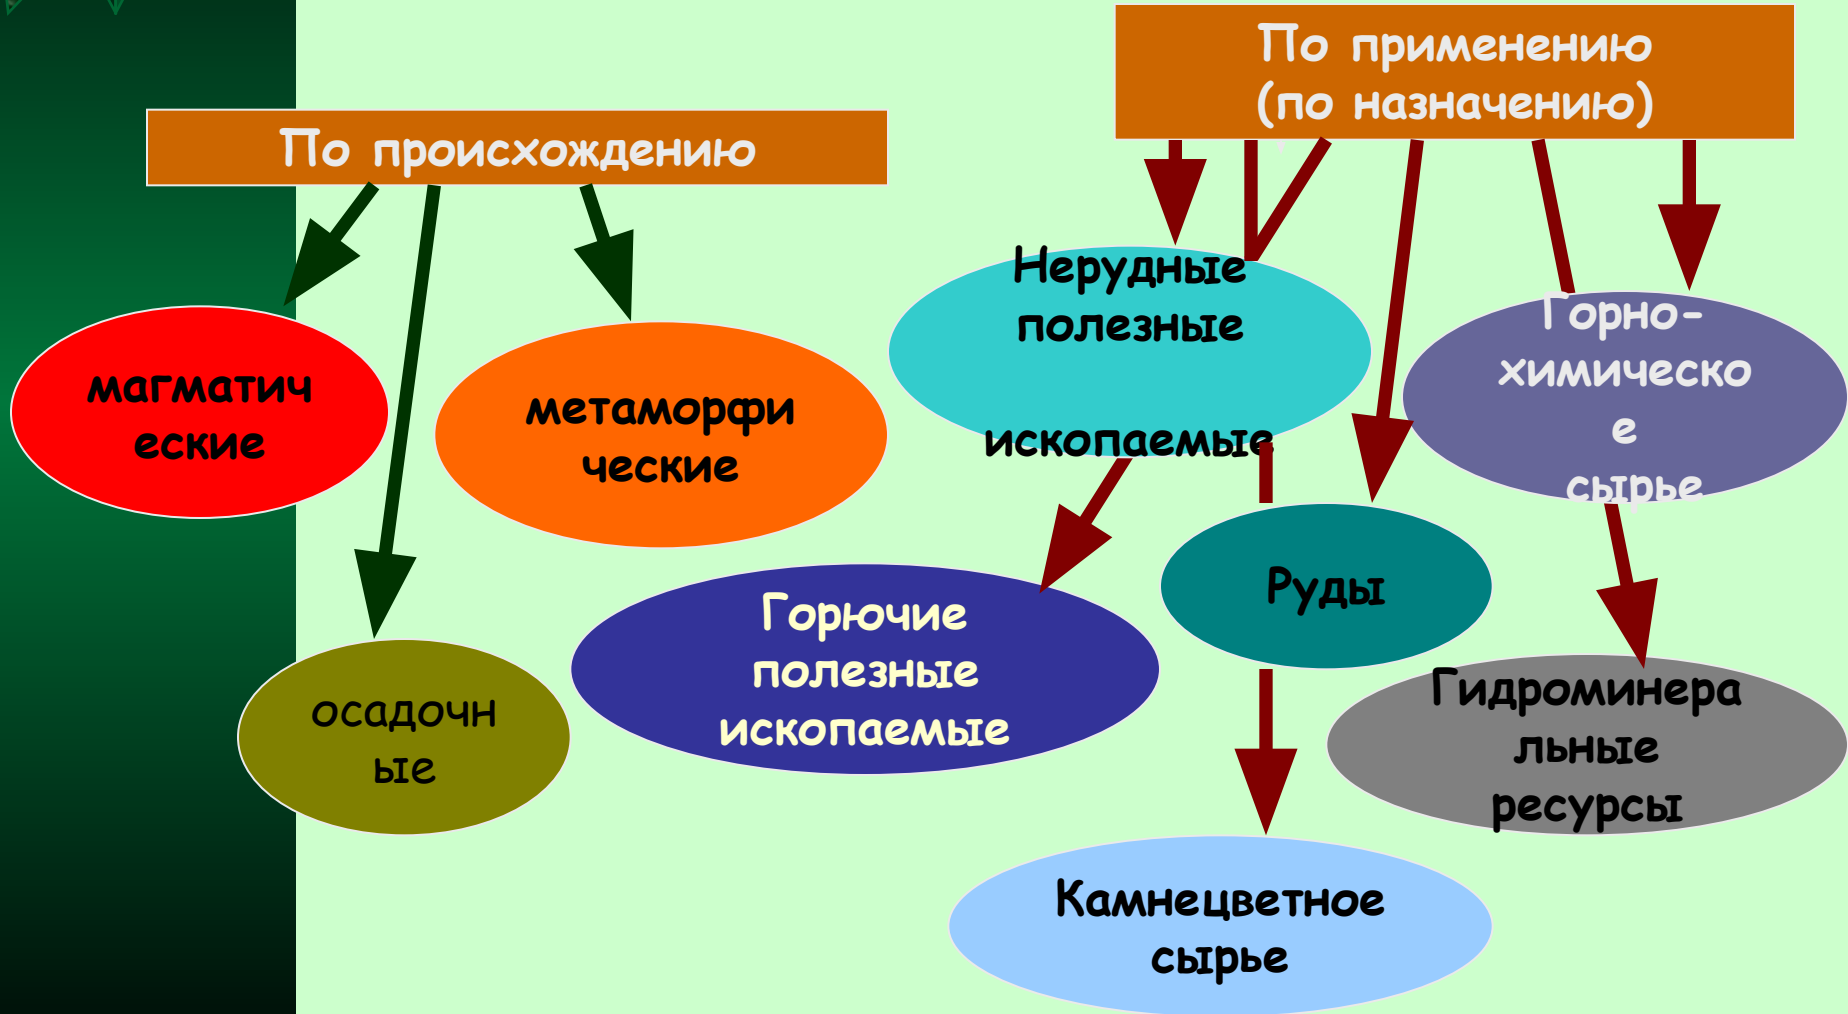 По происхождению
магматич
еские
метаморфи
ческие
осадочн
ые
По применению
(по назначению)
Нерудные
полезные
ископаемые
Горно-
химическо
е
сырье
Руды
Горючие
полезные
ископаемые
Гидроминера
льные
ресурсы
Камнецветное
сырье